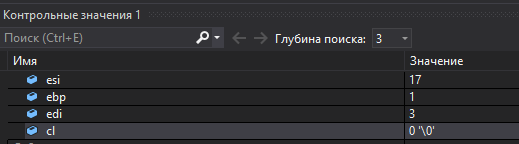 Контрольные значения 1
Поиск (Ctrl+E) Глубина поиска: 3
Имя Значение
esi 17
ebp 1
edi 3
cl 0 '\0'